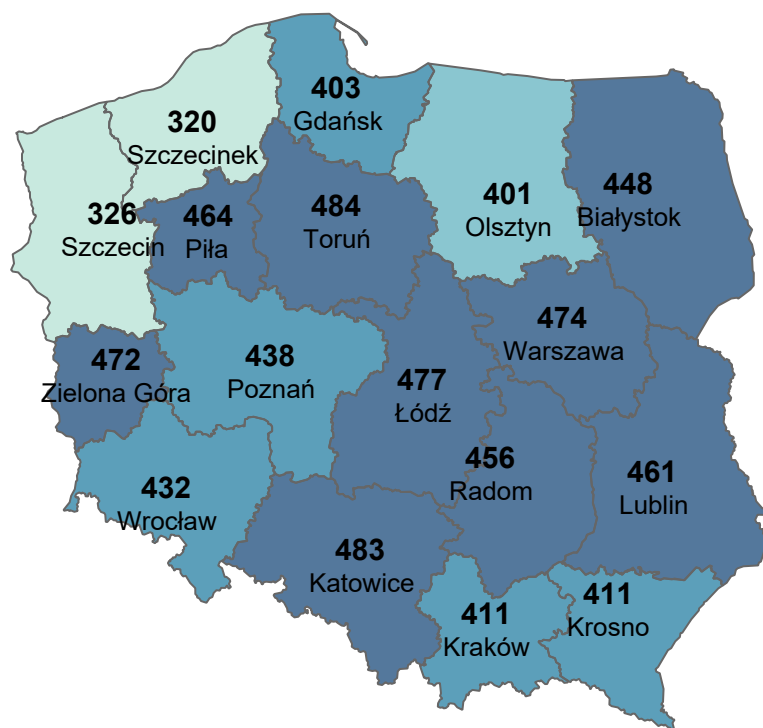 403
Gdańsk
320
Szczecinek
401
Olsztyn
448
Białystok
326
Szczecin
464
Piła
484
Toruń
474
Warszawa
472
Zielona Góra
438
Poznań
477
Łódź
456
Radom
461
Lublin
432
Wrocław
483
Katowice
411
Kraków
411
Krosno